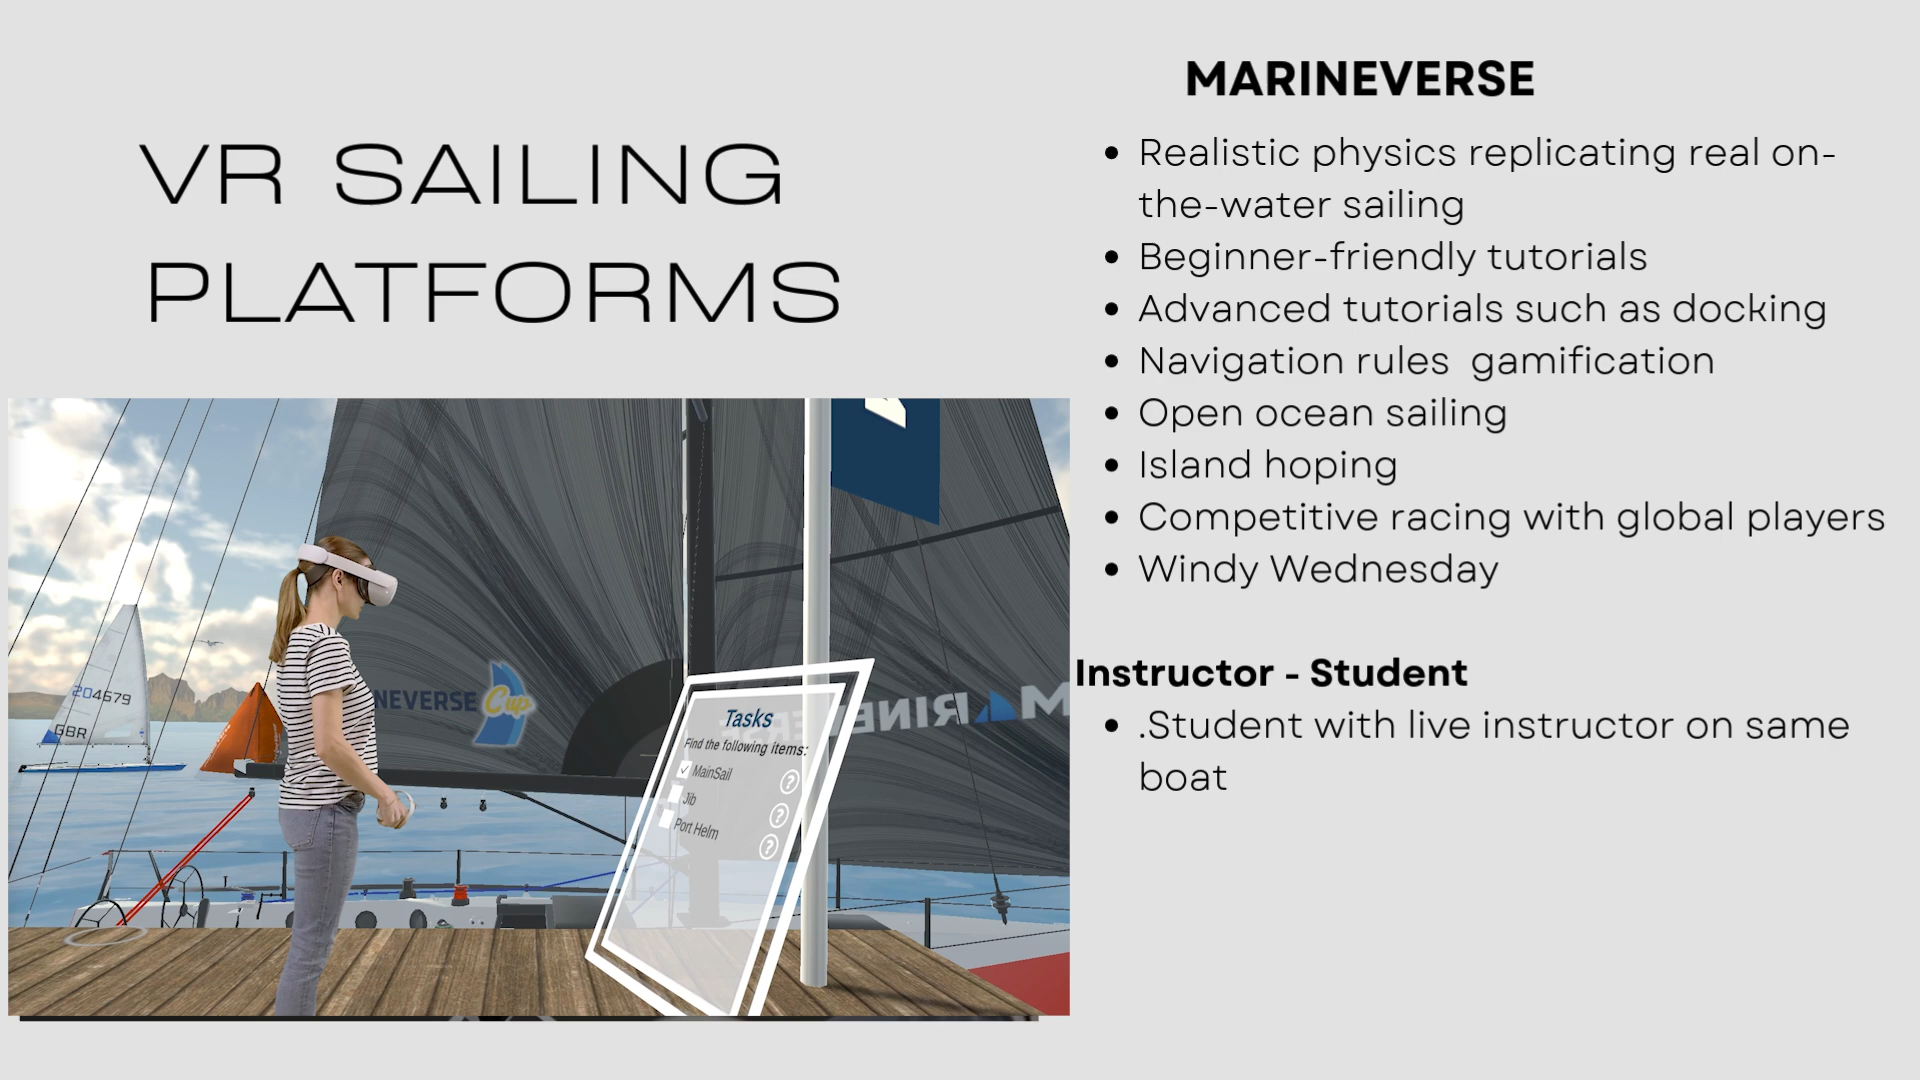 VR SAILING
PLATFORMS
MARINEVERSE
• Realistic physics replicating real on-
the-water sailing
• Beginner-friendly tutorials
• Advanced tutorials such as docking
• Navigation rules  gamification
• Open ocean sailing
• Island hoping
• Competitive racing with global players
• Windy Wednesday
Instructor - Student
• .Student with live instructor on same
boat
204679
GBR
NEVERSE Cup
MARINEVERSE
Tasks
Find the following items:
MainSail ?
Jib ?
Port Helm ?